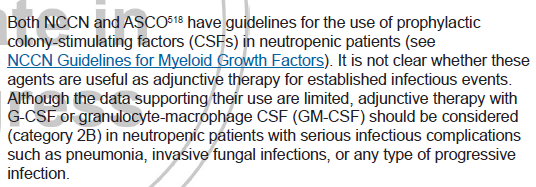 Both NCCN and ASCO518 have guidelines for the use of prophylactic
colony-stimulating factors (CSFs) in neutropenic patients (see
NCCN Guidelines for Myeloid Growth Factors). It is not clear whether these
agents are useful as adjunctive therapy for established infectious events.
Although the data supporting their use are limited, adjunctive therapy with
G-CSF or granulocyte-macrophage CSF (GM-CSF) should be considered
(category 2B) in neutropenic patients with serious infectious complications
such as pneumonia, invasive fungal infections, or any type of progressive
infection.